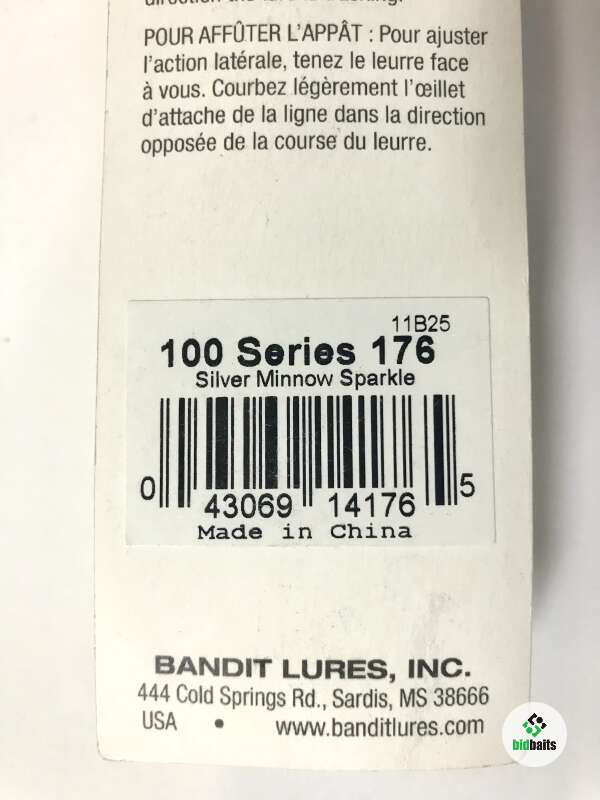 POUR AFFÛTER L'APPÂT : Pour ajuster
l'action latérale, tenez le leurre face
à vous. Courbez légèrement l'œillet
d'attache de la ligne dans la direction
opposée de la course du leurre.
11B25
100 Series 176
Silver Minnow Sparkle
0 43069 14176 5
Made in China
BANDIT LURES, INC.
444 Cold Springs Rd., Sardis, MS 38666
USA • www.banditlures.com
bidbaits